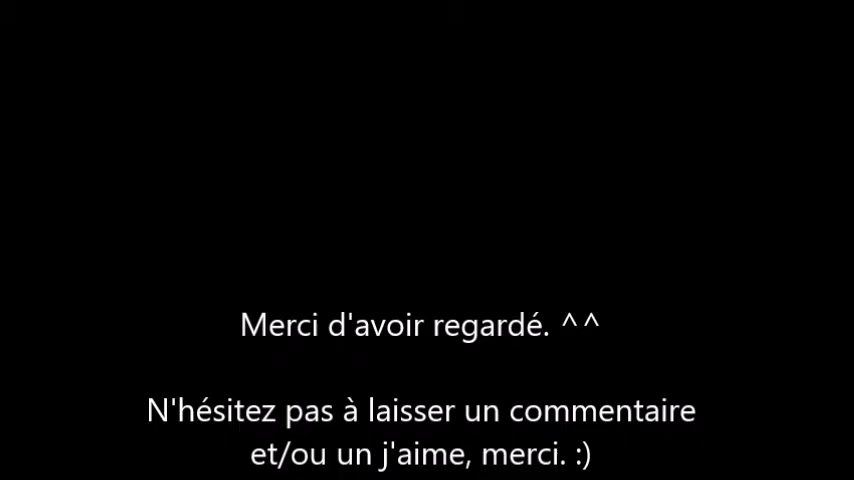 Merci d'avoir regardé. ^^
N'hésitez pas à laisser un commentaire
et/ou un j'aime, merci. :)